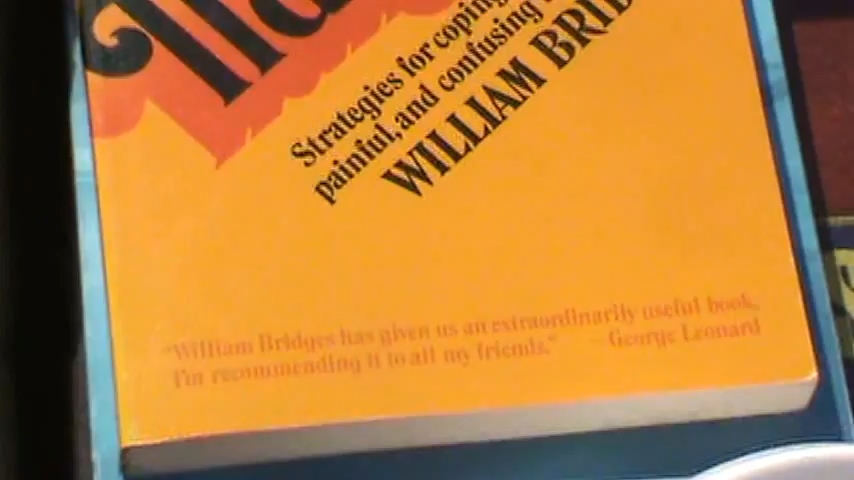 Strategies for coping
painful, and confusing
WILLIAM BRID
"William Bridges has given us an extraordinarily useful book.
I'm recommending it to all my friends." —George Leonard